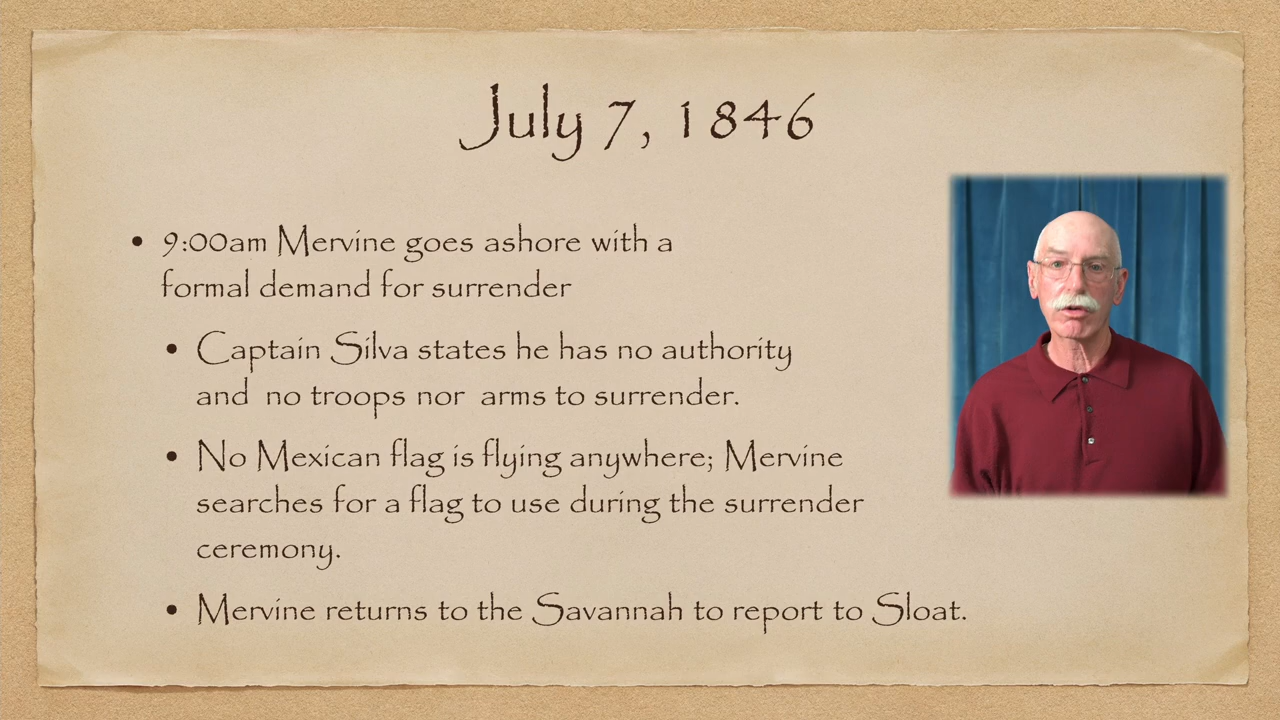 July 7, 1846
• 9:00am Mervine goes ashore with a
formal demand for surrender
• Captain Silva states he has no authority
and no troops nor arms to surrender.
• No Mexican flag is flying anywhere; Mervine
searches for a flag to use during the surrender
ceremony.
• Mervine returns to the Savannah to report to Sloat.